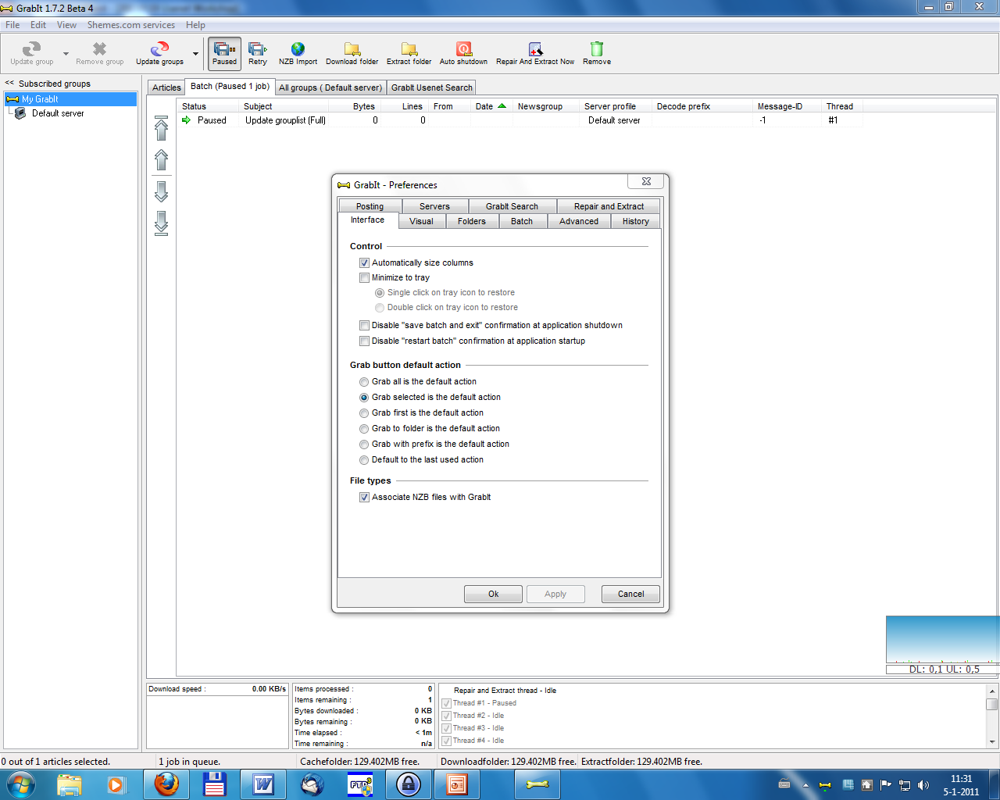 GrabIt 1.7.2 Beta 4
File Edit View Shemes.com services Help
Update group Remove group Update groups Paused Retry NZB Import Download folder Extract folder Auto shutdown Repair And Extract Now Remove
<< Subscribed groups
Articles Batch (Paused 1 job) All groups ( Default server) GrabIt Usenet Search
My GrabIt
Default server
Status Subject Bytes Lines From Date Newsgroup Server profile Decode prefix Message-ID Thread
Paused Update grouplist (Full) 0 0 Default server -1 #1
GrabIt - Preferences
Posting Servers GrabIt Search Repair and Extract
Interface Visual Folders Batch Advanced History
Control
Automatically size columns
Minimize to tray
Single click on tray icon to restore
Double click on tray icon to restore
Disable "save batch and exit" confirmation at application shutdown
Disable "restart batch" confirmation at application startup
Grab button default action
Grab all is the default action
Grab selected is the default action
Grab first is the default action
Grab to folder is the default action
Grab with prefix is the default action
Default to the last used action
File types
Associate NZB files with GrabIt
Ok Apply Cancel
DL: 0,1 UL: 0,5
Download speed : 0.00 KB/s
Items processed : 0
Items remaining : 1
Bytes downloaded : 0 KB
Bytes remaining : 0 KB
Time elapsed : < 1m
Time remaining : n/a
Repair and Extract thread - Idle
Thread #1 - Paused
Thread #2 - Idle
Thread #3 - Idle
Thread #4 - Idle
0 out of 1 articles selected. 1 job in queue. Cachefolder: 129.402MB free. Downloadfolder: 129.402MB free. Extractfolder: 129.402MB free.
W FTD
11:31
5-1-2011